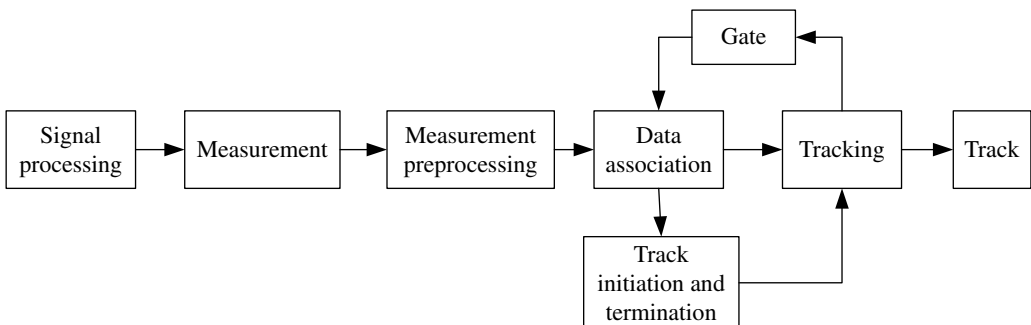 Gate
Signal
processing
Measurement
Measurement
preprocessing
Data
association
Tracking
Track
Track
initiation and
termination